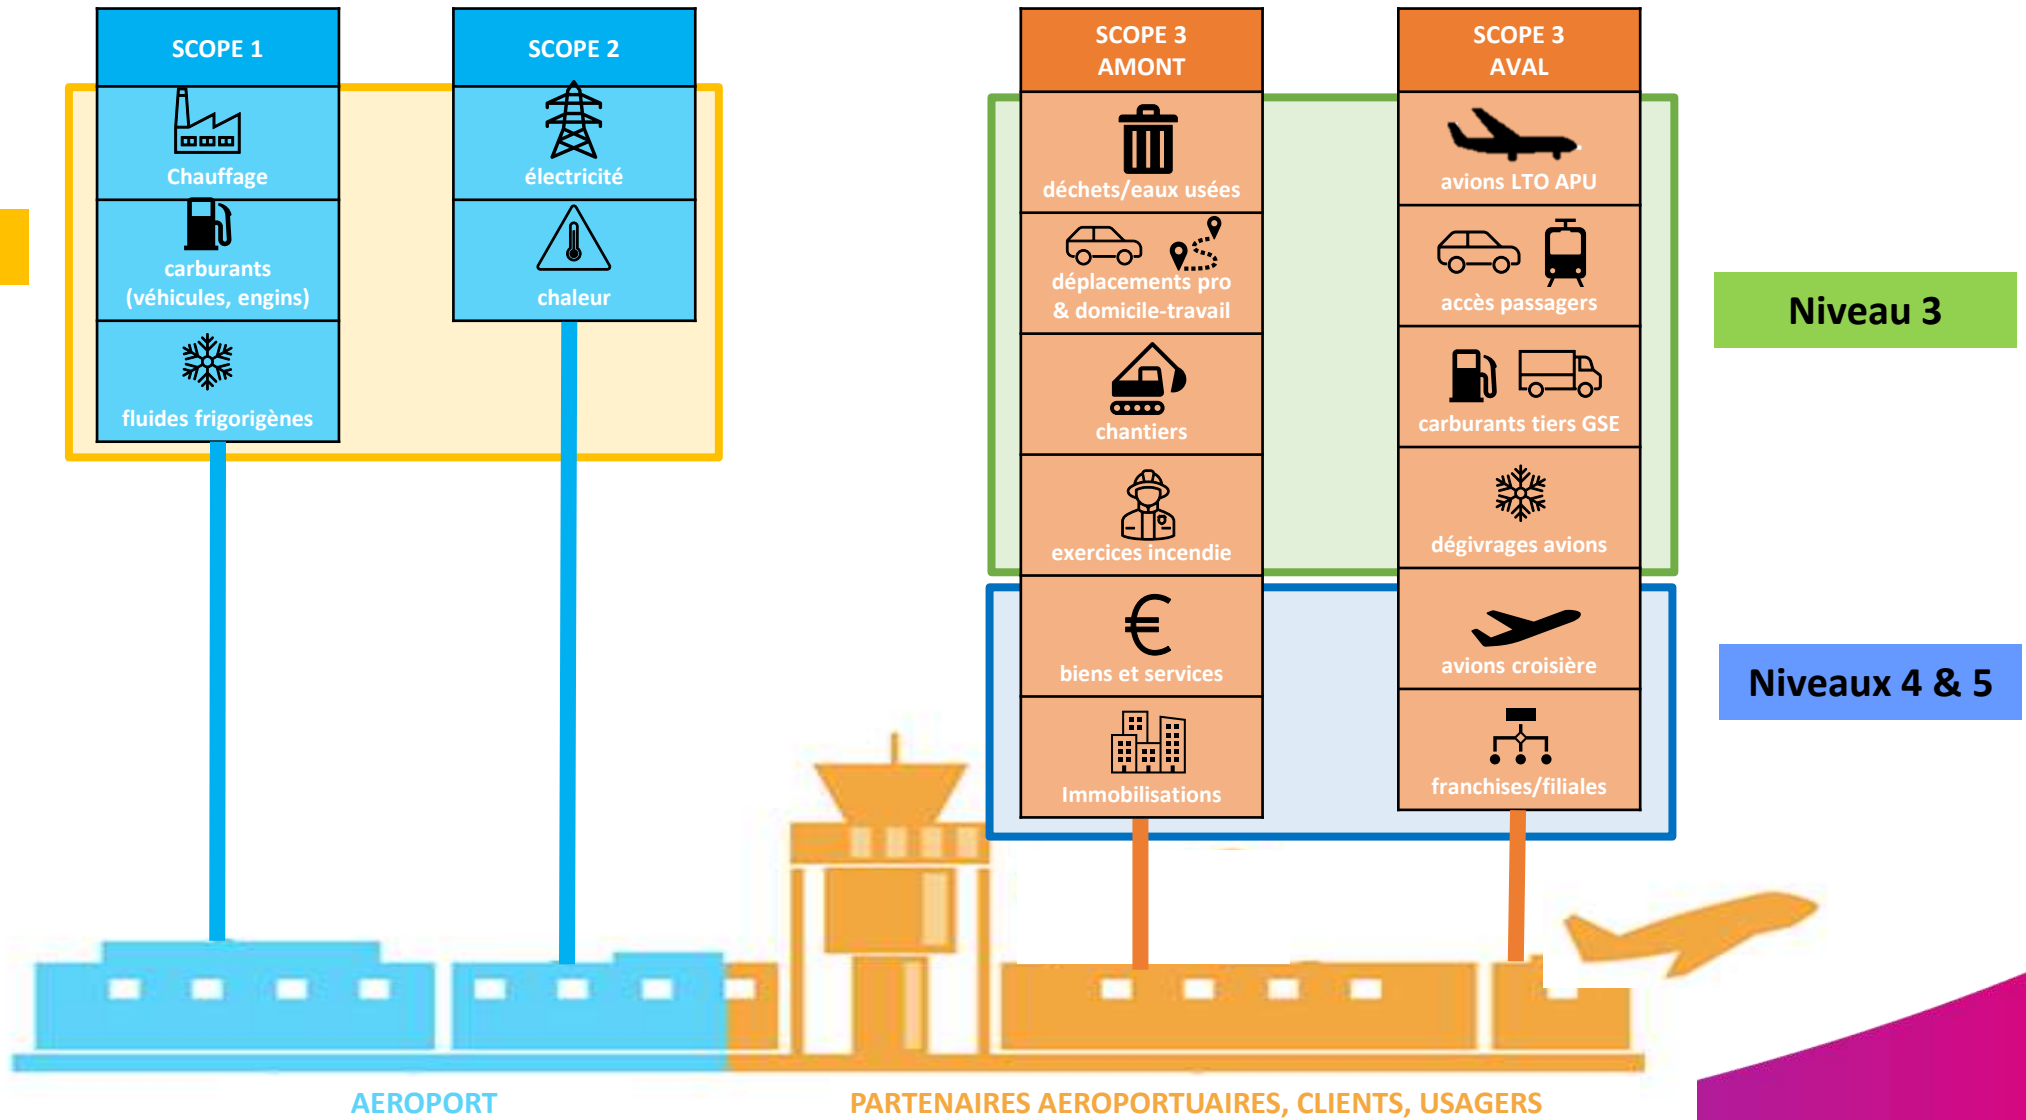 SCOPE 1
Chauffage
carburants
(véhicules, engins)
fluides frigorigènes
SCOPE 2
électricité
chaleur
SCOPE 3
AMONT
déchets/eaux usées
déplacements pro
& domicile-travail
chantiers
exercices incendie
€
biens et services
Immobilisations
SCOPE 3
AVAL
avions LTO APU
accès passagers
carburants tiers GSE
dégivrages avions
avions croisière
franchises/filiales
Niveau 3
Niveaux 4 & 5
AEROPORT
PARTENAIRES AEROPORTUAIRES, CLIENTS, USAGERS